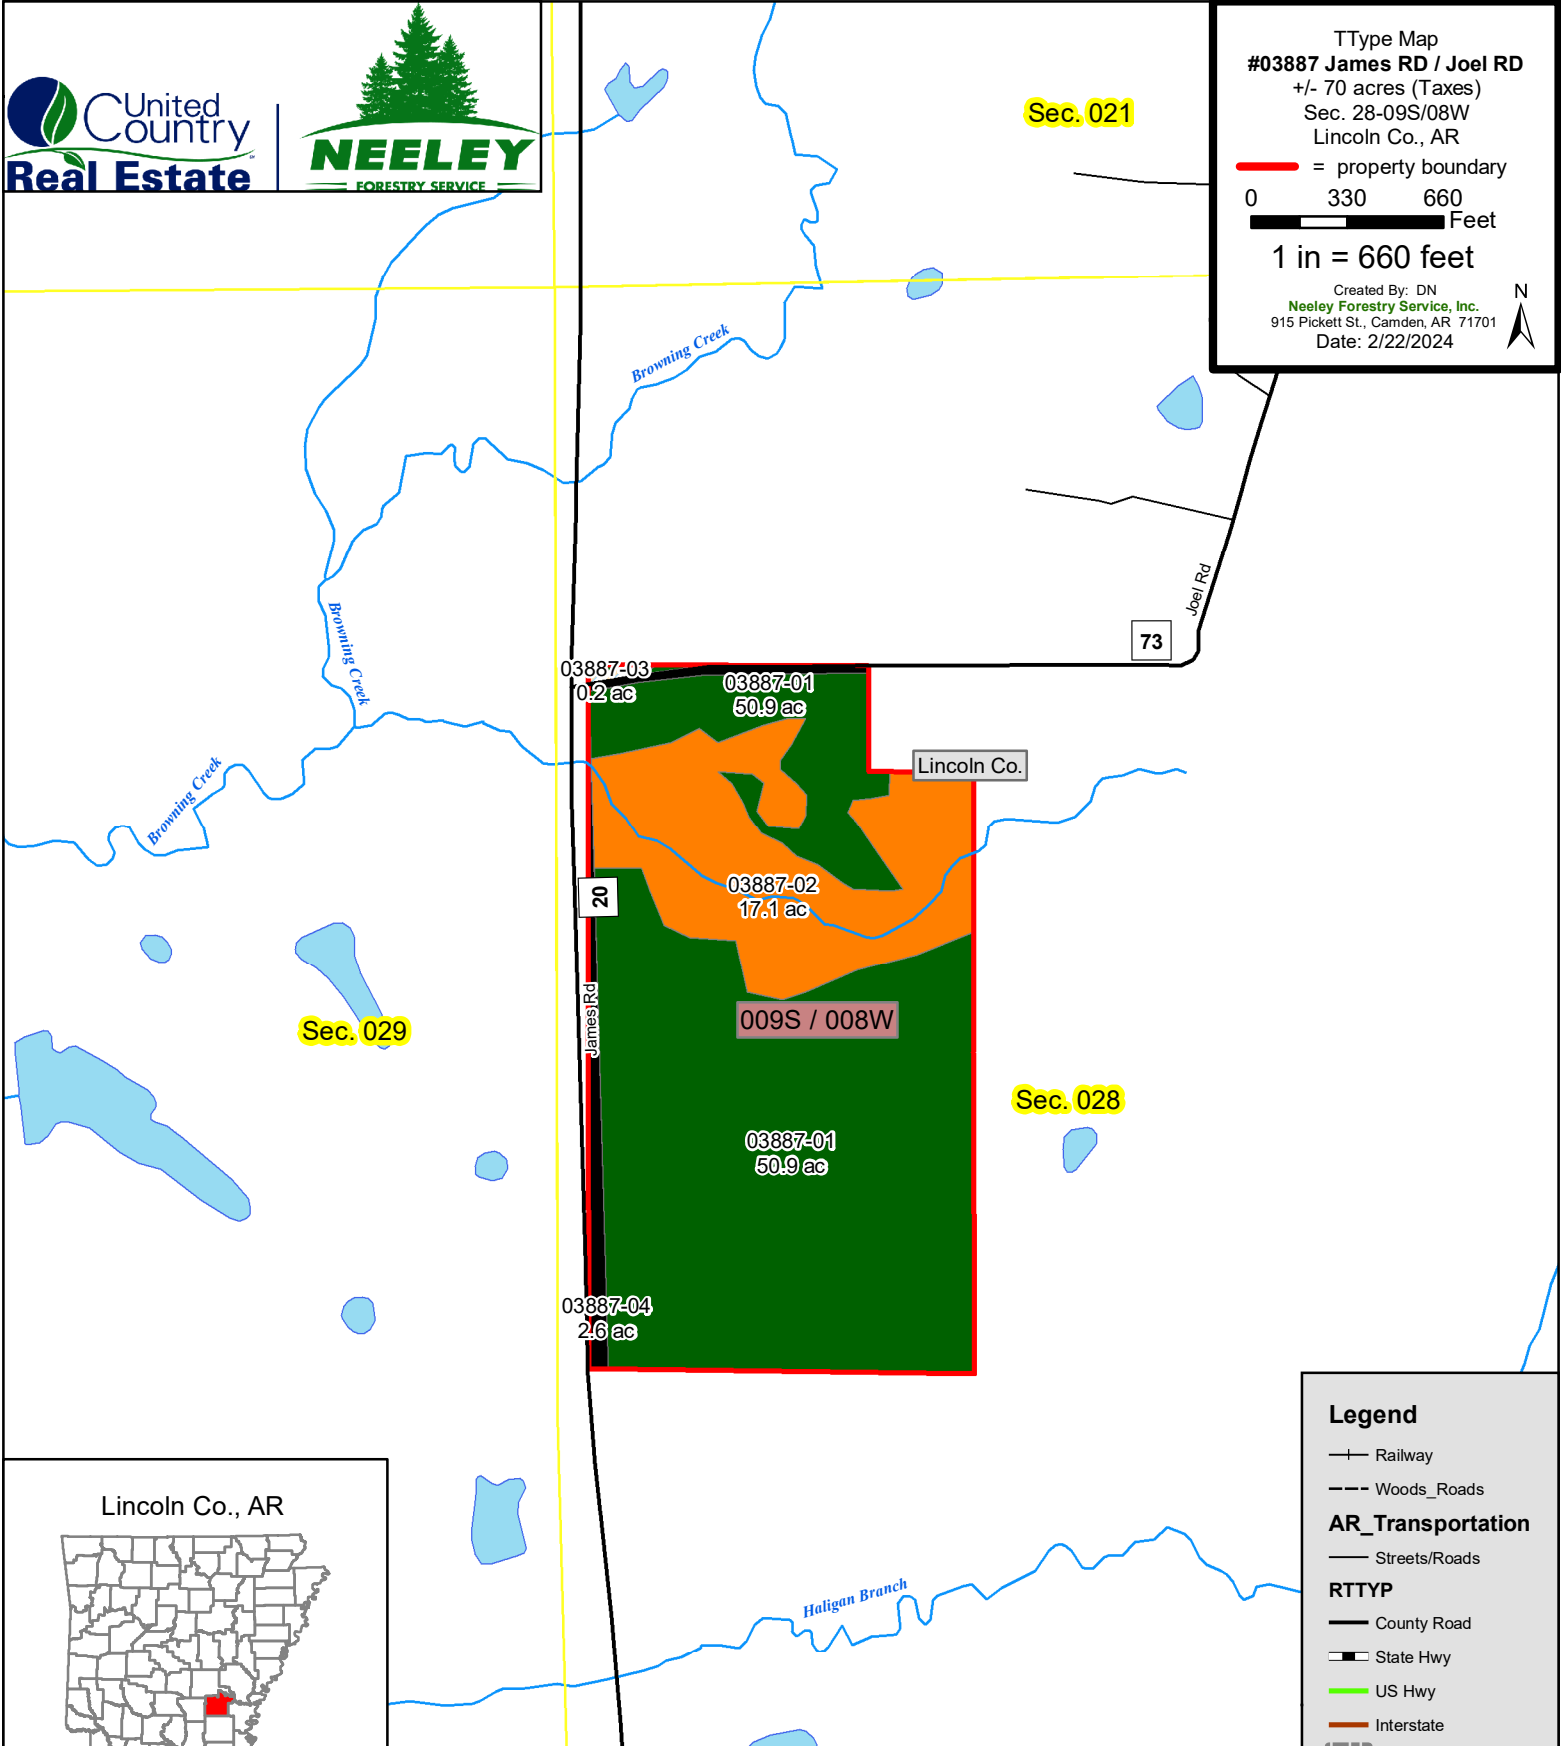 United
Country
Real Estate
NEELEY
FORESTRY SERVICE
TType Map
#03887 James RD / Joel RD
+/- 70 acres (Taxes)
Sec. 28-09S/08W
Lincoln Co., AR
= property boundary
0 330 660
Feet
1 in = 660 feet
Created By: DN
Neeley Forestry Service, Inc.
915 Pickett St., Camden, AR 71701
Date: 2/22/2024
N
Sec. 021
Browning Creek
Joel Rd
73
Browning Creek
03887-03
0.2 ac
03887-01
50.9 ac
Lincoln Co.
Browning Creek
03887-02
17.1 ac
20
James Rd
009S / 008W
Sec. 029
Sec. 028
03887-01
50.9 ac
03887-04
2.6 ac
Haligan Branch
Lincoln Co., AR
Legend
Railway
Woods_Roads
AR_Transportation
Streets/Roads
RTTYP
County Road
State Hwy
US Hwy
Interstate